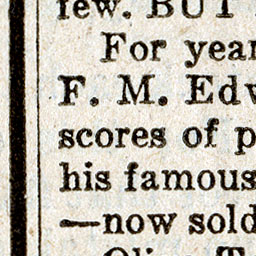 few. BUT
For year
F. M. Edw
scores of p
his famous
—now sold